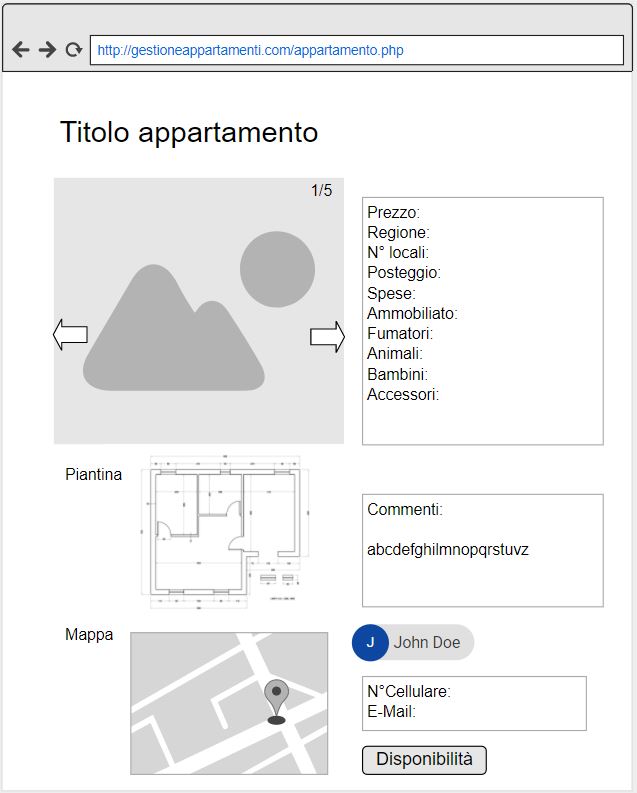 http://gestioneappartamenti.com/appartamento.php
Titolo appartamento
1/5
Prezzo:
Regione:
N° locali:
Posteggio:
Spese:
Ammobiliato:
Fumatori:
Animali:
Bambini:
Accessori:
Piantina
Commenti:
abcdefghilmnopqrstuvz
Mappa
J John Doe
N°Cellulare:
E-Mail:
Disponibilità